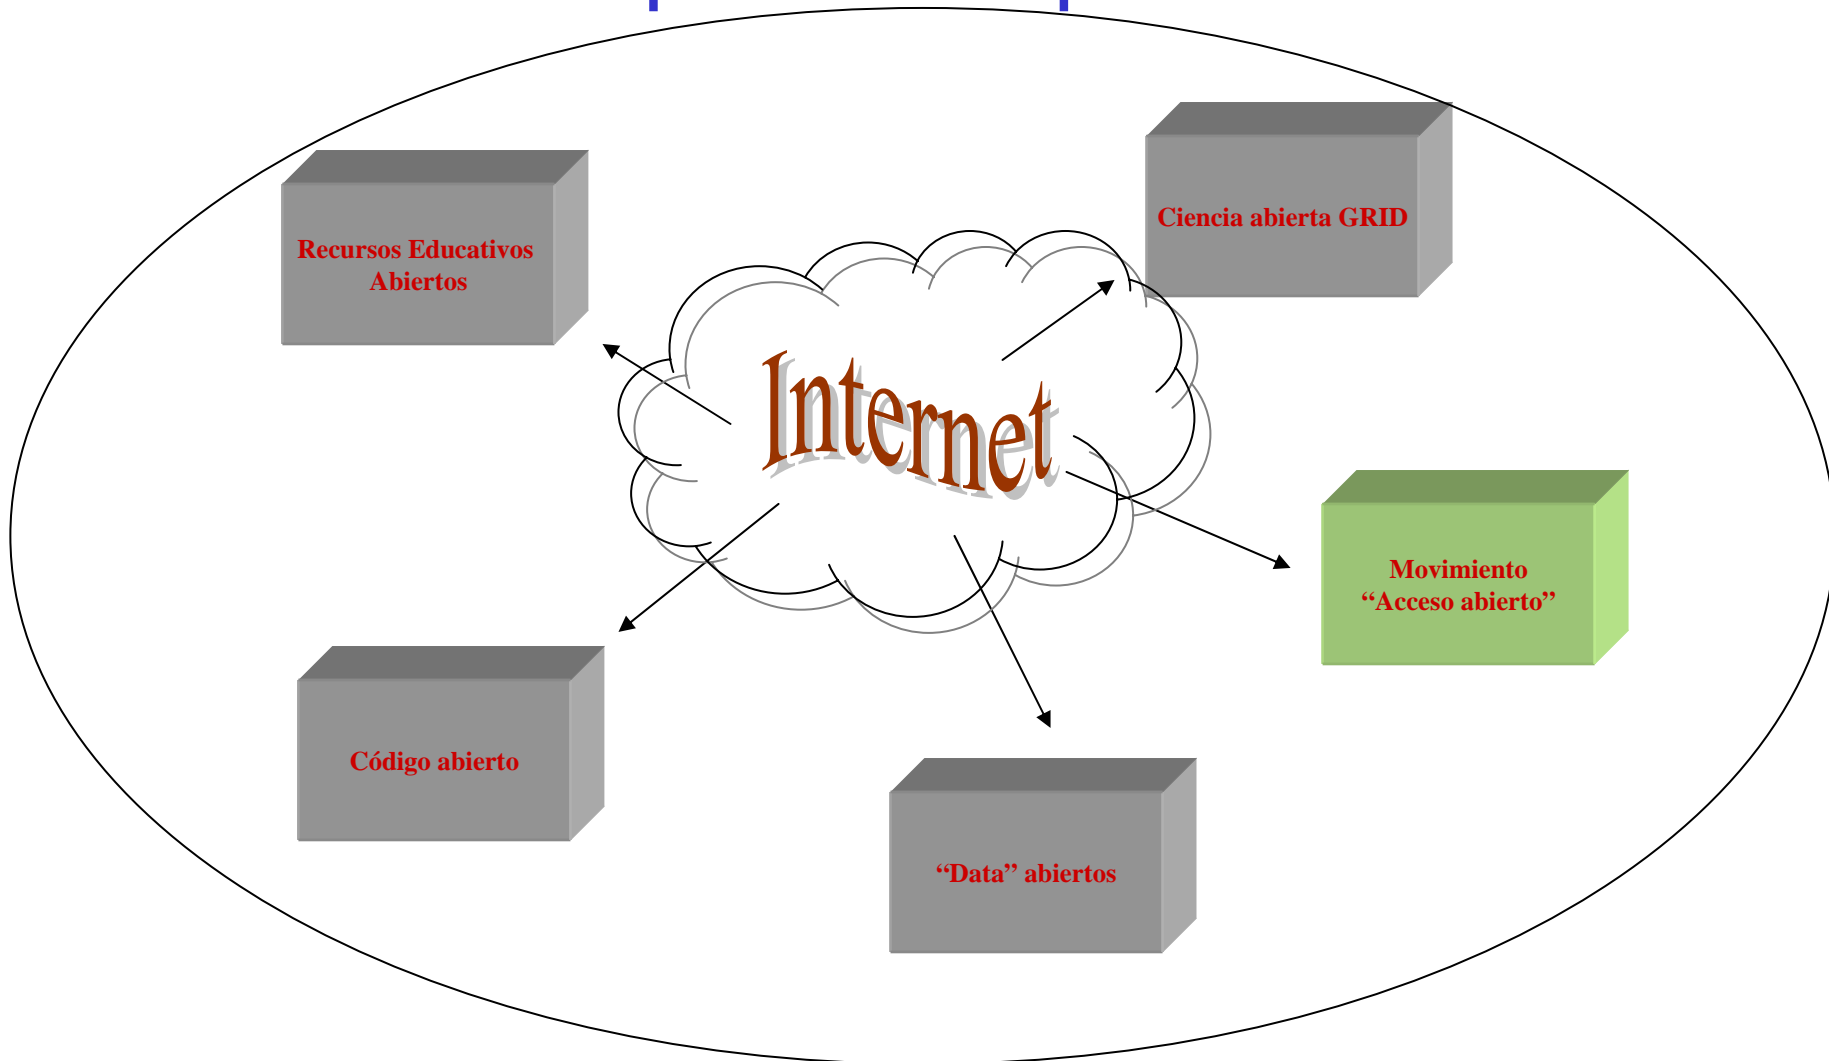 Ciencia abierta GRID
Recursos Educativos
Abiertos
Internet
Movimiento
“Acceso abierto”
Código abierto
“Data” abiertos